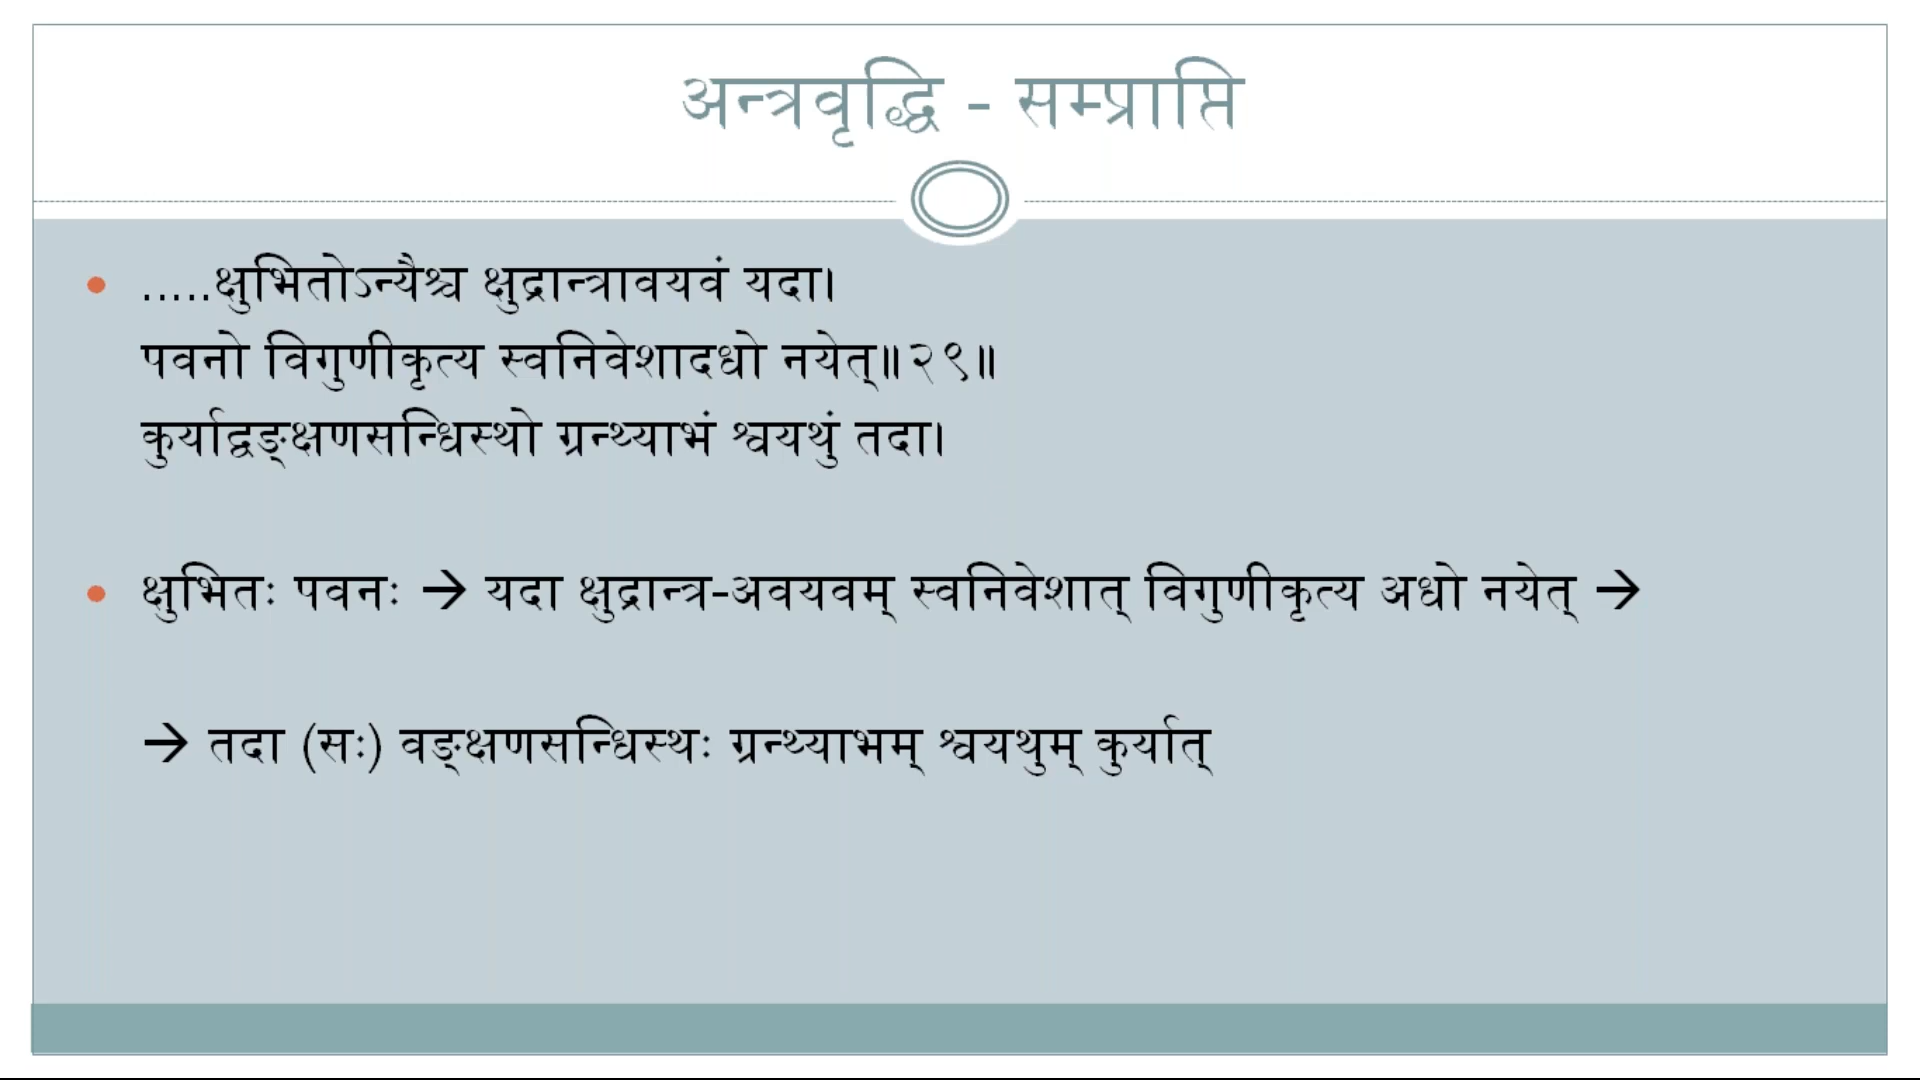 अन्त्रवृद्धि - सम्प्राप्ति
• .....क्षुभितोऽन्यैश्च क्षुद्रान्त्रावयवं यदा।
पवनो विगुणीकृत्य स्वनिवेशादधो नयेत्॥२९॥
कुर्याद्वङ्क्षणसन्धिस्थो ग्रन्थ्याभं श्वयथुं तदा।
• क्षुभितः पवनः → यदा क्षुद्रान्त्र-अवयवम् स्वनिवेशात् विगुणीकृत्य अधो नयेत् →
→ तदा (सः) वङ्क्षणसन्धिस्थः ग्रन्थ्याभम् श्वयथुम् कुर्यात्